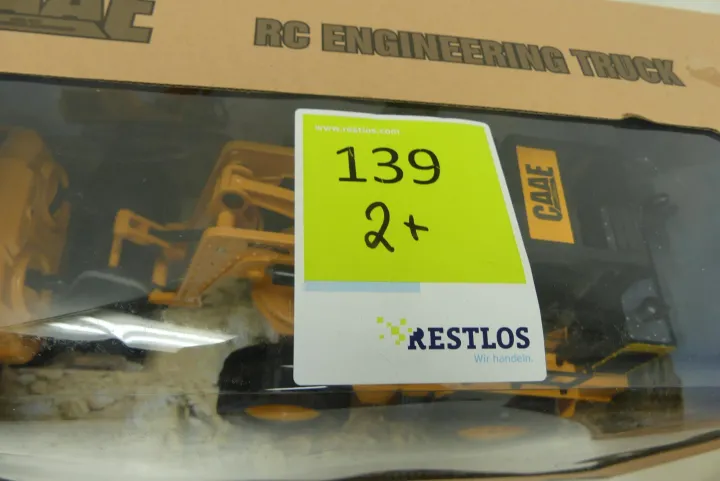 CAAE
RC ENGINEERING TRUCK
www.restlos.com
139
2+
CAAE
RESTLOS
Wir handeln.